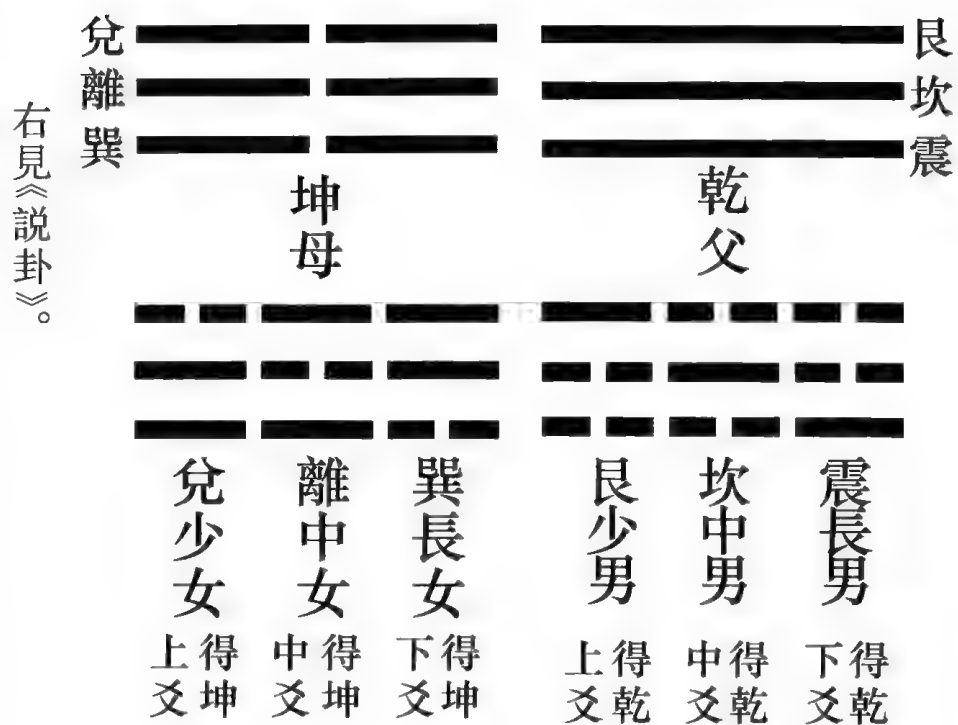 艮
坎
震
乾父
兌
離
巽
坤母
震長男
得乾
下爻
坎中男
得乾
中爻
艮少男
得乾
上爻
巽長女
得坤
下爻
離中女
得坤
中爻
兌少女
得坤
上爻
右見《説卦》。